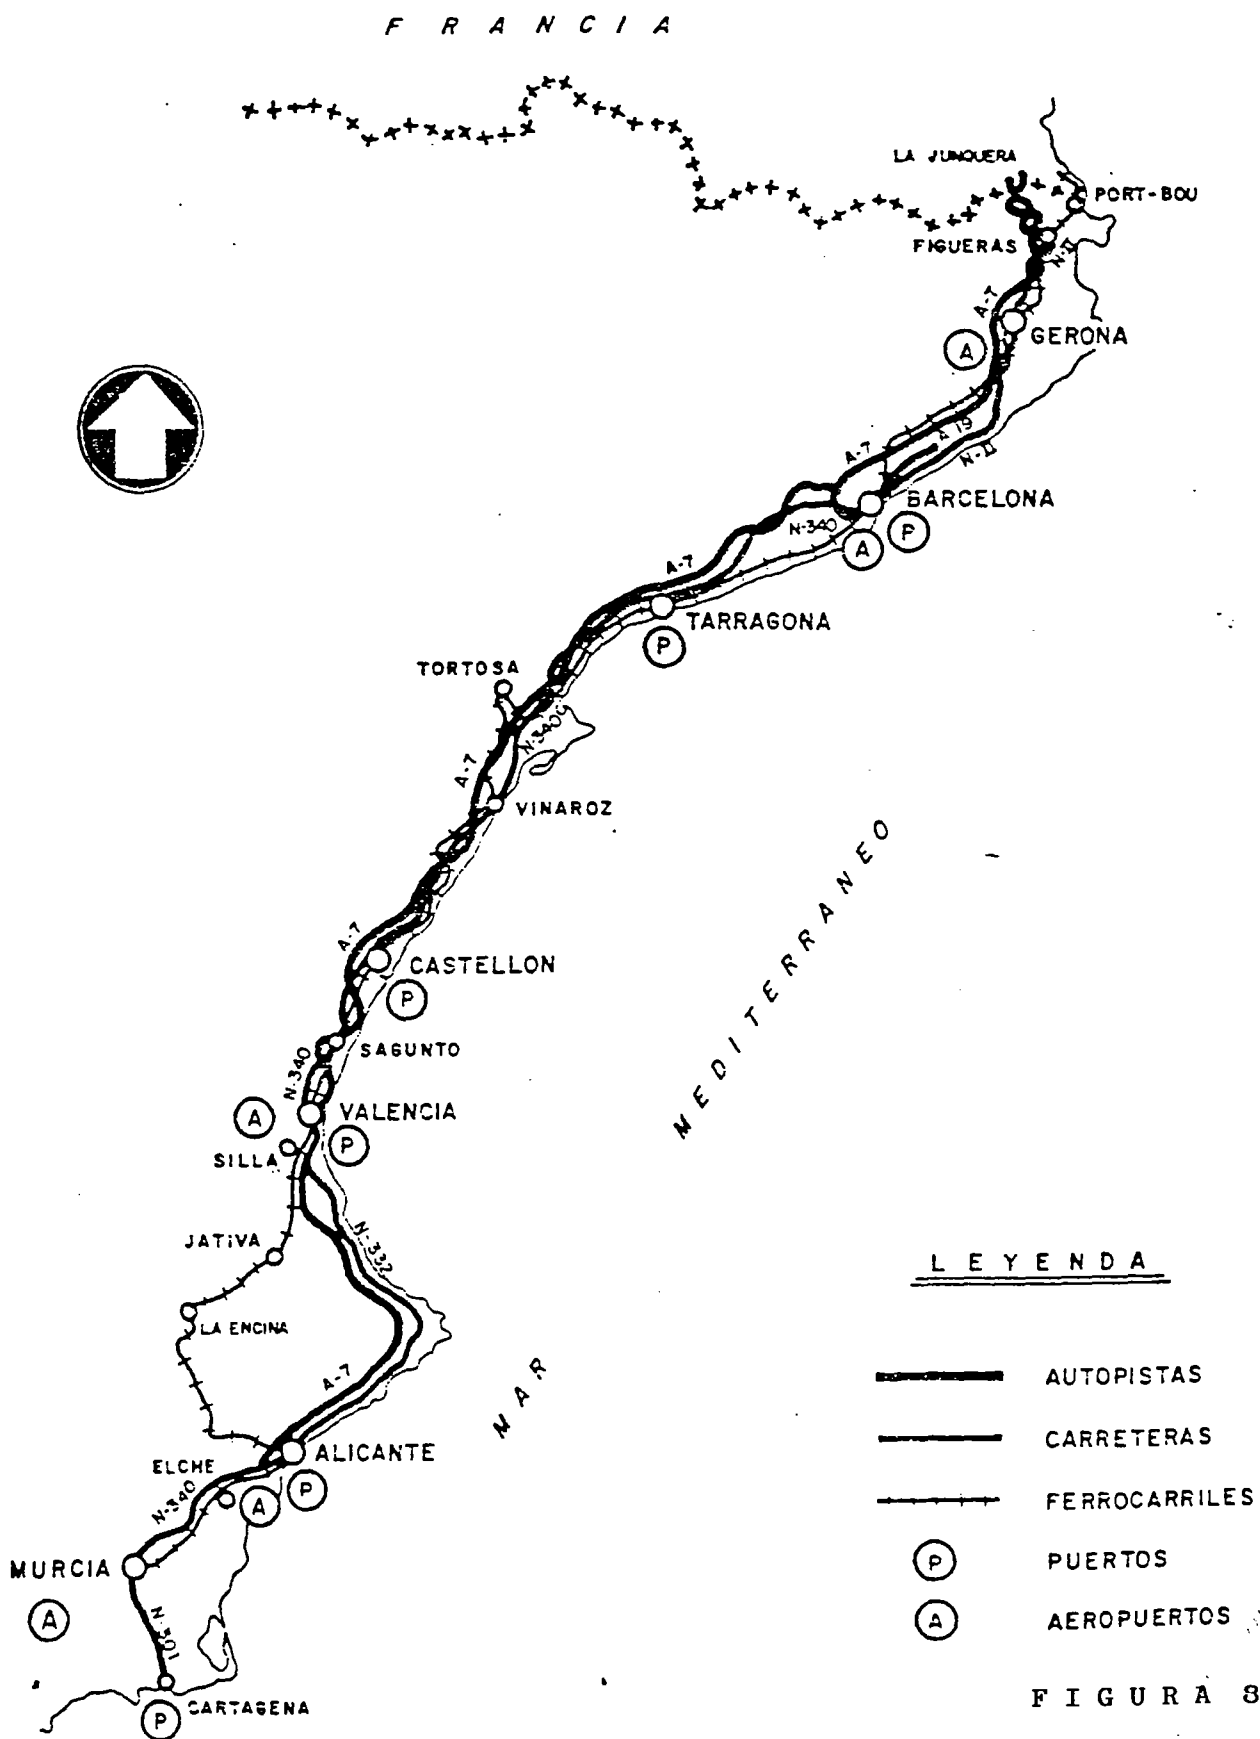 FRANCIA
LA JUNQUERA
PORT-BOU
FIGUERAS
N-II
A-7
GERONA
A
A-19
A-7
N-II
BARCELONA
N-340
P
A
A-7
TARRAGONA
P
TORTOSA
N-340
A-7
VINAROZ
MAR MEDITERRANEO
A-7
CASTELLON
P
SAGUNTO
N-340
VALENCIA
A
P
SILLA
JATIVA
N-332
LA ENCINA
A-7
ALICANTE
ELCHE
P
A
N-340
MURCIA
A
N-301
CARTAGENA
P
LEYENDA
AUTOPISTAS
CARRETERAS
FERROCARRILES
P PUERTOS
A AEROPUERTOS
FIGURA 8